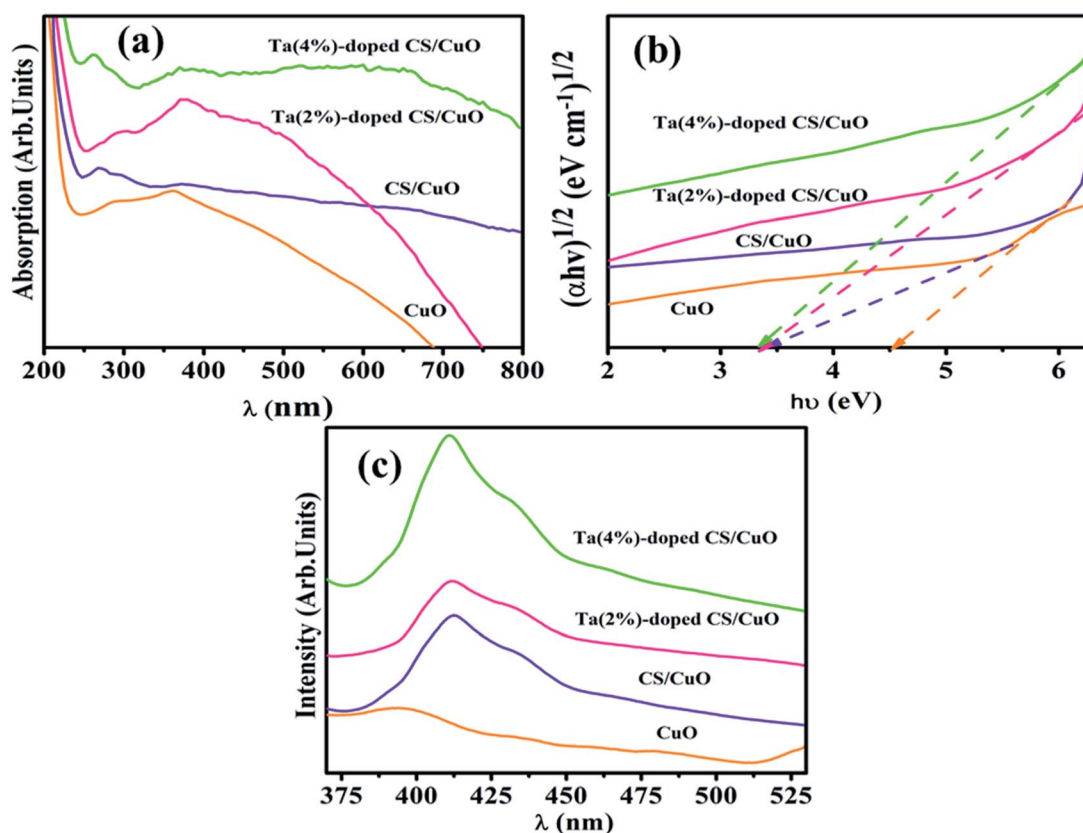 (a)
Ta(4%)-doped CS/CuO
Ta(2%)-doped CS/CuO
CS/CuO
CuO
Absorption (Arb.Units )
200 300 400 500 600 700 800
λ (nm)
(b)
Ta(4%)-doped CS/CuO
Ta(2%)-doped CS/CuO
CS/CuO
CuO
(αhν)1/2 (eV cm-1)1/2
2 3 4 5 6
hυ (eV)
(c)
Ta(4%)-doped CS/CuO
Ta(2%)-doped CS/CuO
CS/CuO
CuO
Intensity (Arb.Units)
375 400 425 450 475 500 525
λ (nm)